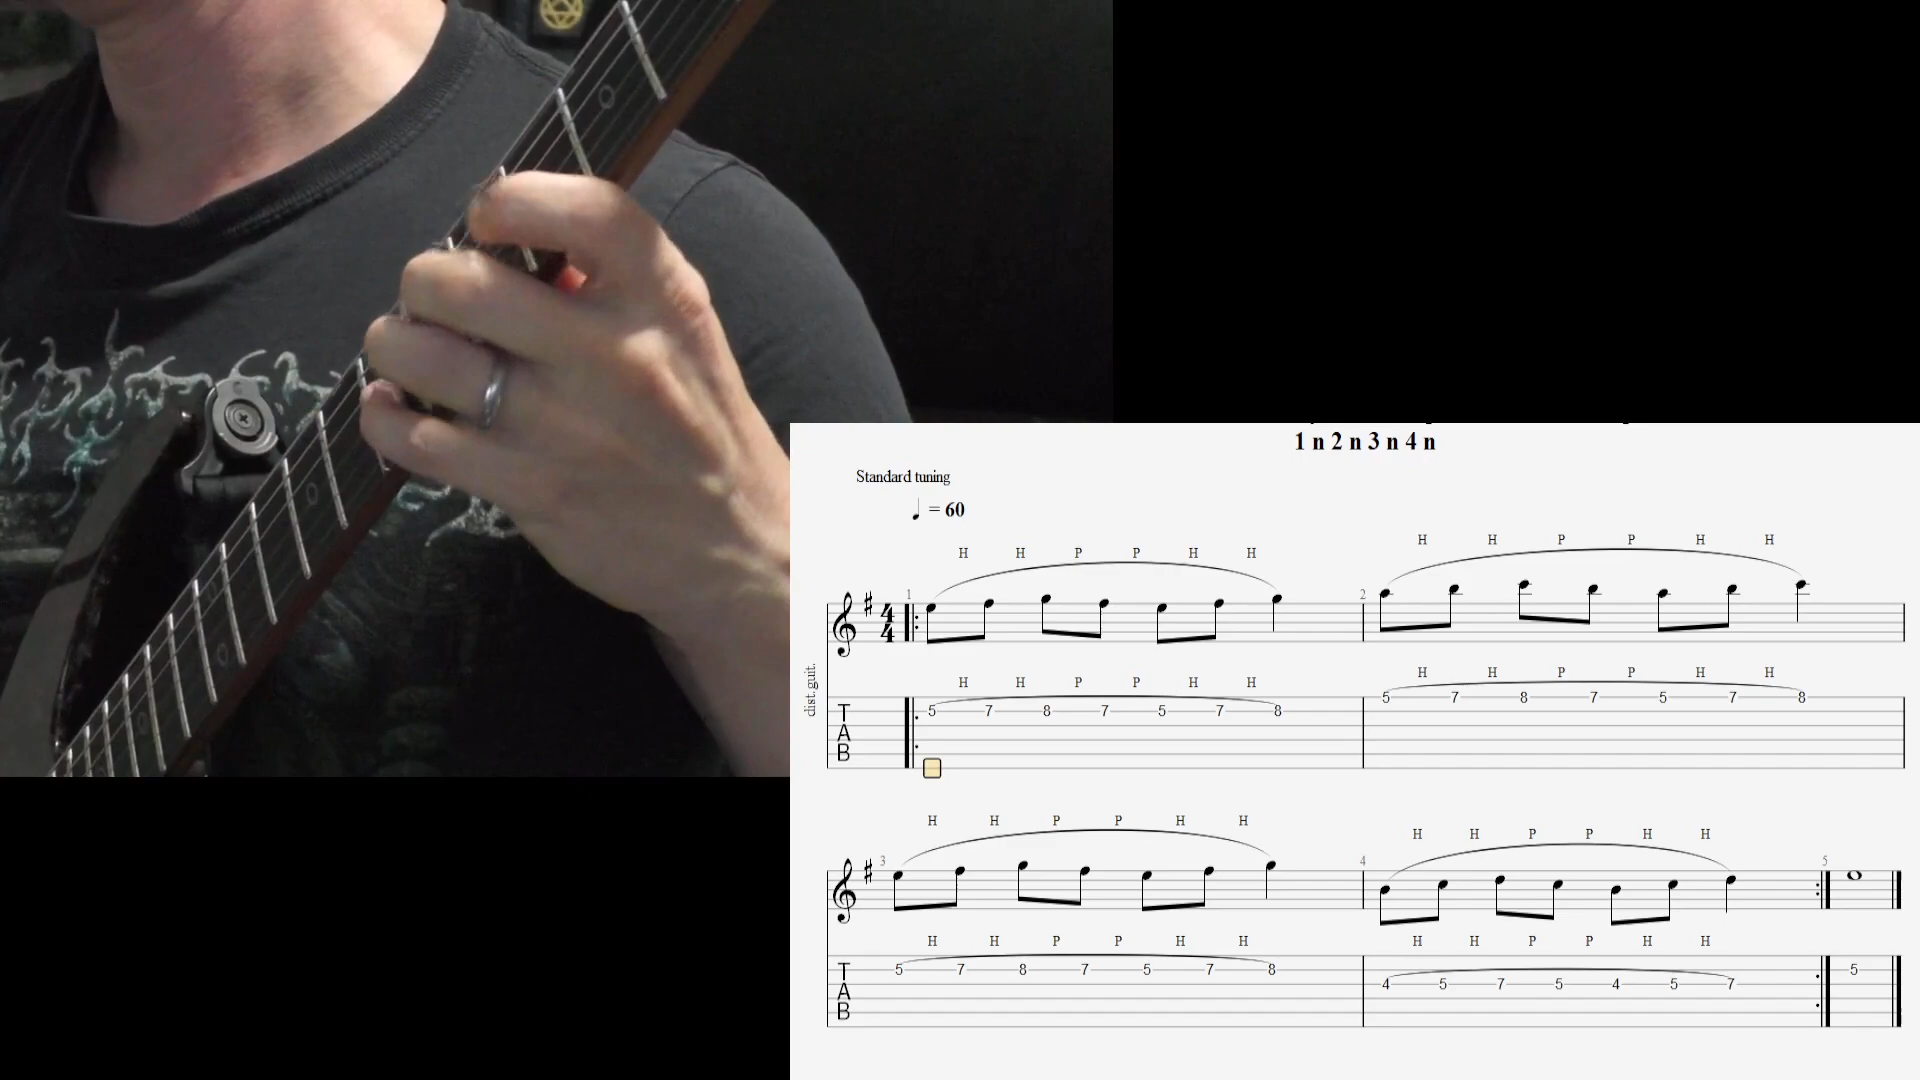 1 n 2 n 3 n 4 n
Standard tuning
= 60
H H P P H H H H P P H H
1 2
4
4
dist.guit.
H H P P H H H H P P H H
T 5 7 8 7 5 7 8 5 7 8 7 5 7 8
A
B
H H P P H H H H P P H H
3 4 5
H H P P H H H H P P H H
T 5 7 8 7 5 7 8 4 5 7 5 4 5 7 5
A
B